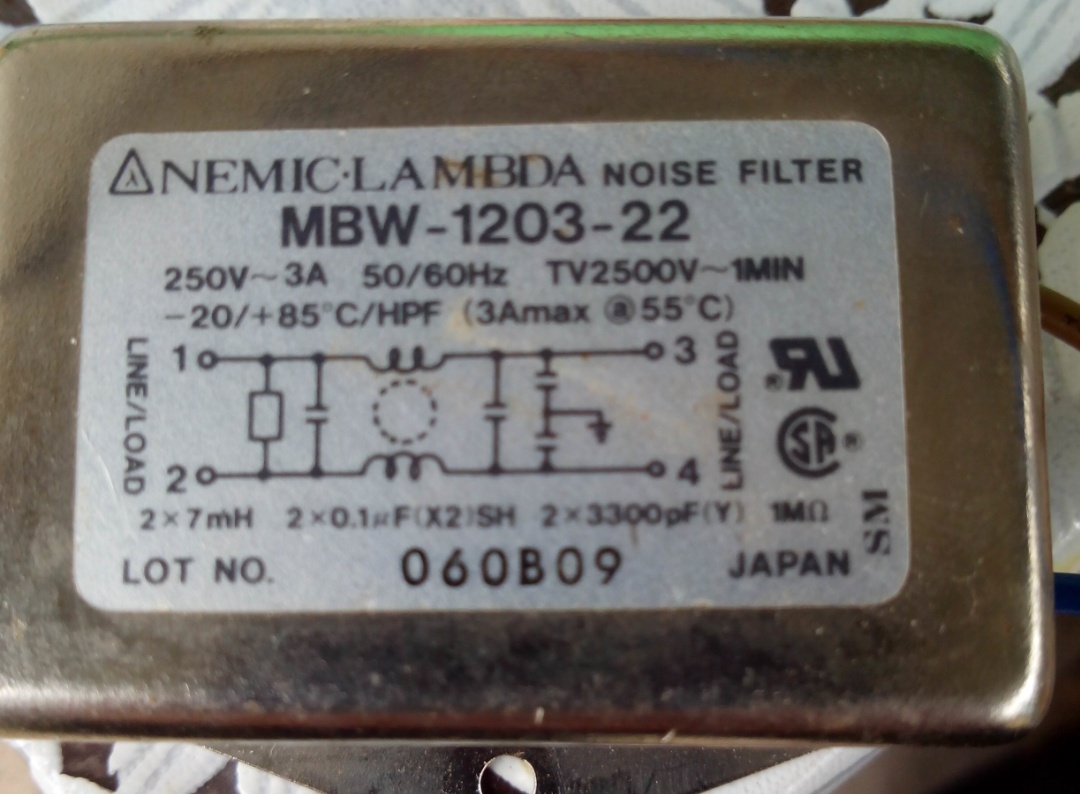 NEMIC·LAMBDA NOISE FILTER
MBW-1203-22
250V~3A 50/60Hz TV2500V~1MIN
-20/+85°C/HPF (3Amax @55°C)
LINE/LOAD
1
3
2
4
LINE/LOAD
RU ®
SA ®
2×7mH 2×0.1μF(X2)SH 2×3300pF(Y) 1MΩ
SM
LOT NO. 060B09 JAPAN